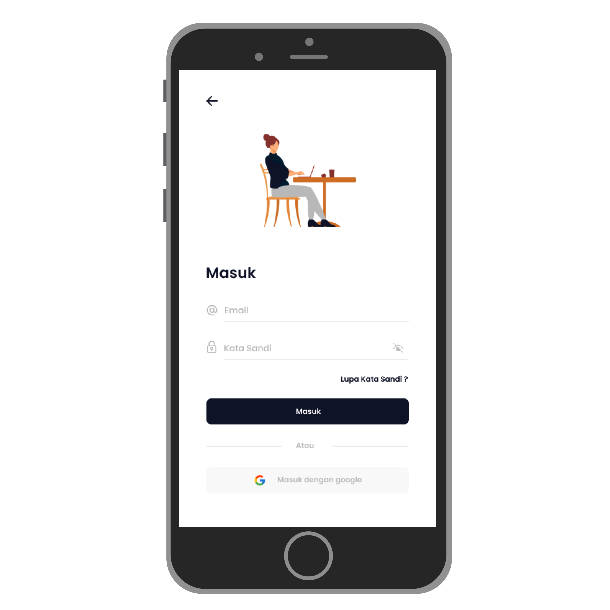 Masuk
Email
Kata Sandi
Lupa Kata Sandi ?
Masuk
Atau
Masuk dengan google